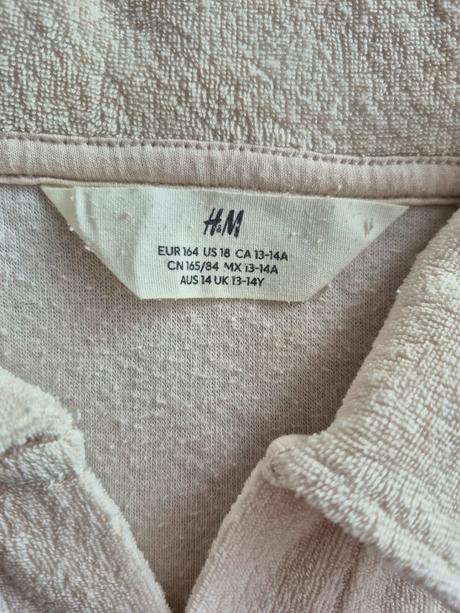 H&M
EUR 164 US 18 CA 13-14A
CN 165/84 MX 13-14A
AUS 14 UK 13-14Y